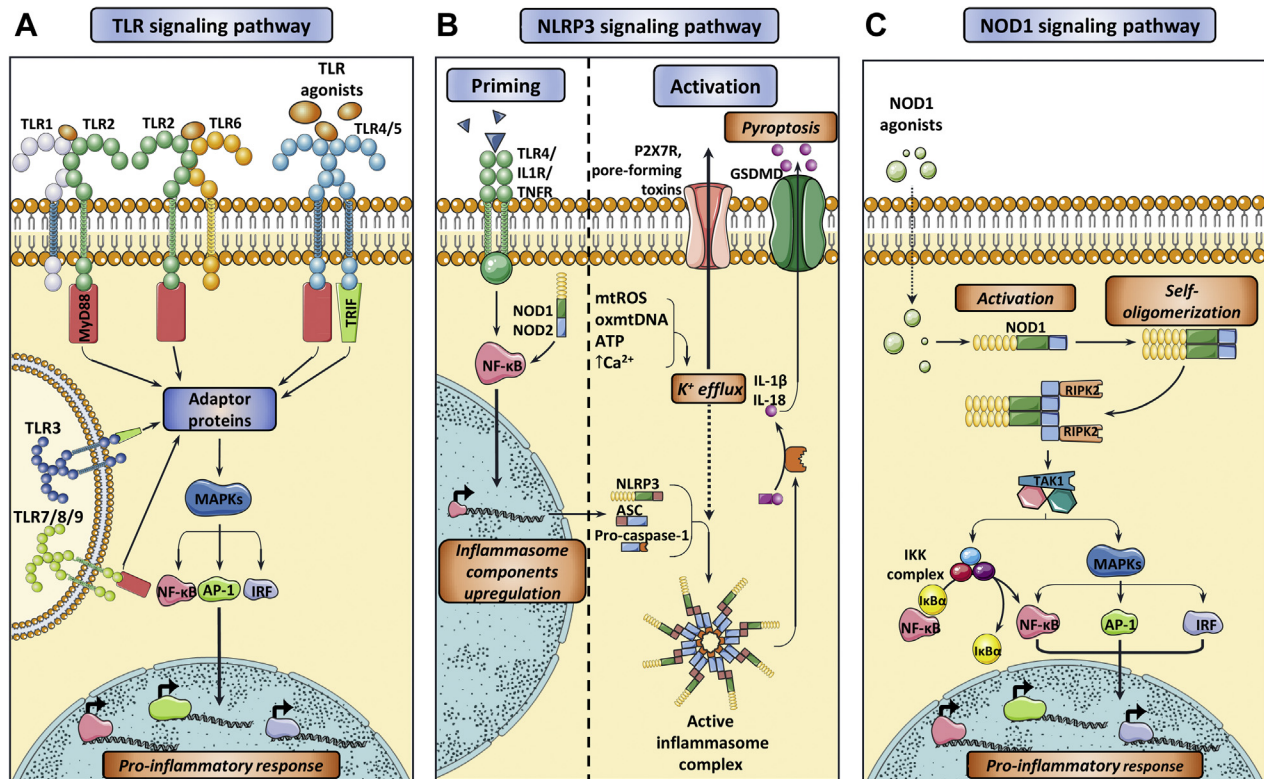 A
TLR signaling pathway
TLR
agonists
TLR1
TLR2
TLR2
TLR6
TLR4/5
MyD88
TRIF
Adaptor
proteins
TLR3
MAPKs
TLR7/8/9
NF-κB
AP-1
IRF
Pro-inflammatory response
B
NLRP3 signaling pathway
Priming
Activation
TLR4/
IL1R/
TNFR
P2X7R,
pore-forming
toxins
Pyroptosis
GSDMD
NOD1
NOD2
NF-κB
mtROS
oxmtDNA
ATP
↑Ca²⁺
K⁺ efflux
IL-1β
IL-18
NLRP3
ASC
Pro-caspase-1
Inflammasome
components
upregulation
Active
inflammasome
complex
C
NOD1 signaling pathway
NOD1
agonists
Activation
Self-
oligomerization
NOD1
RIPK2
RIPK2
TAK1
IKK
complex
MAPKs
IκBα
NF-κB
IκBα
NF-κB
AP-1
IRF
Pro-inflammatory response